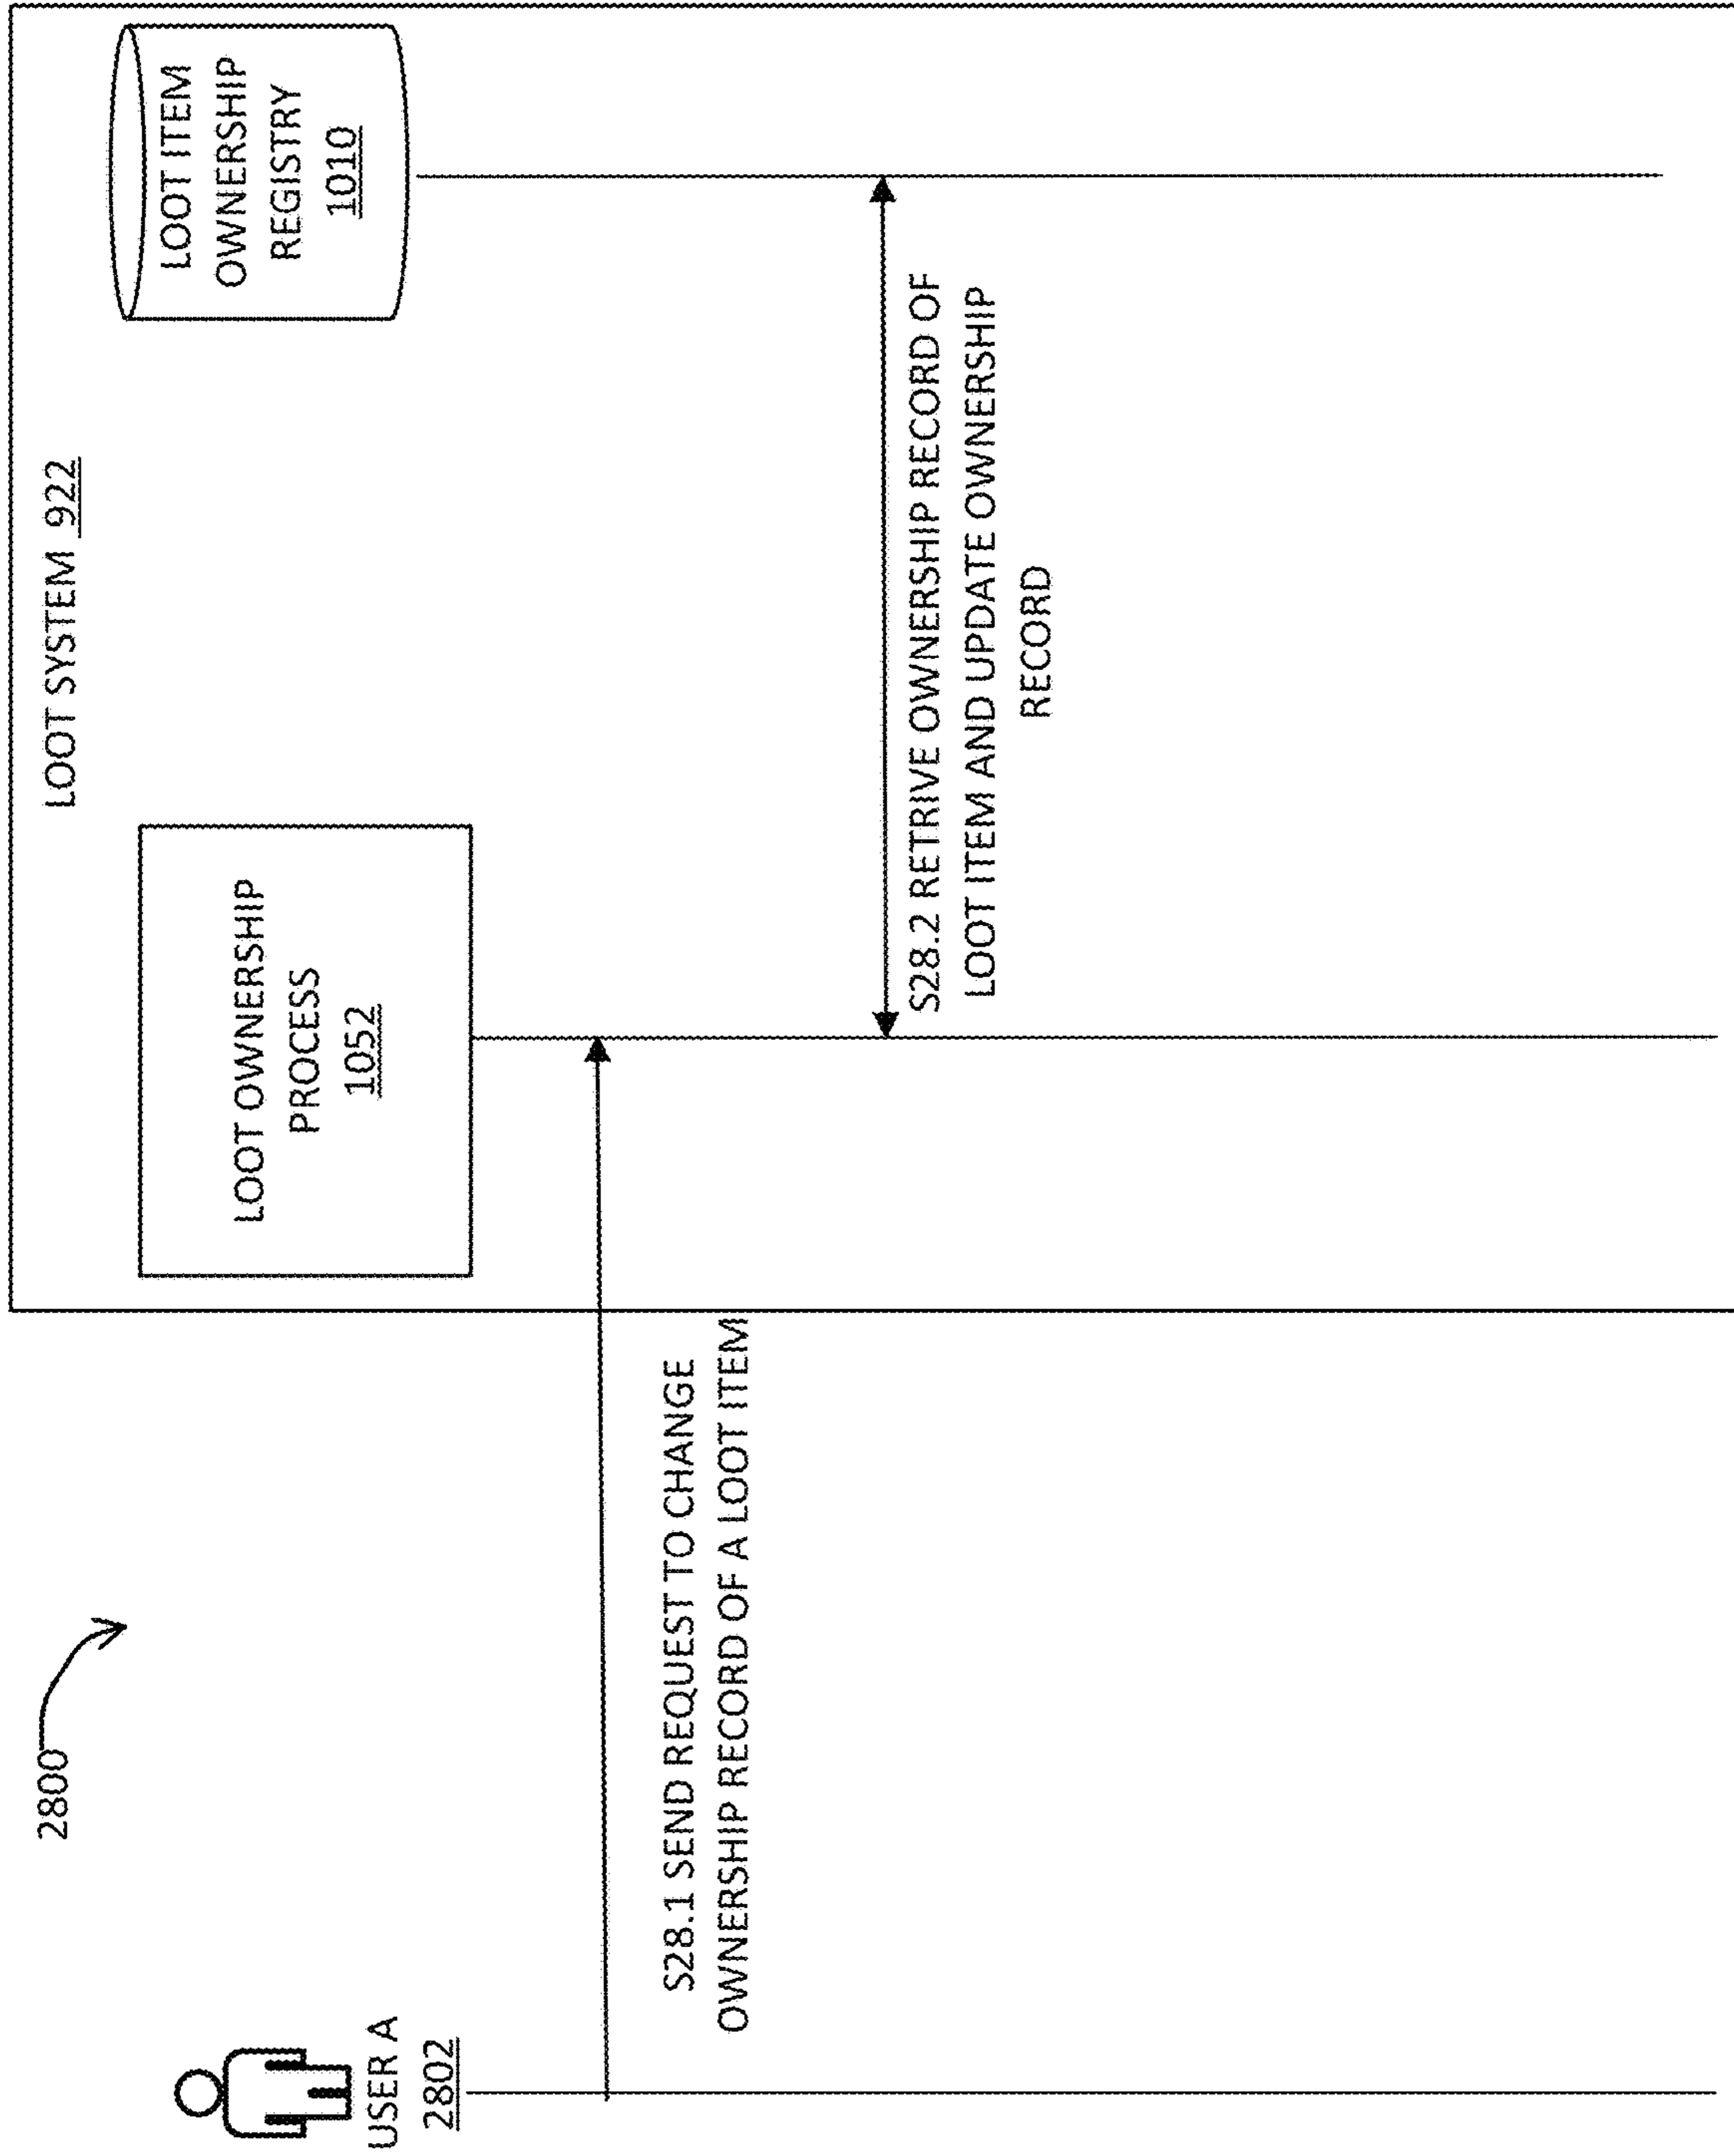 2800
LOOT SYSTEM 922
USER A
2802
LOOT OWNERSHIP
PROCESS
1052
LOOT ITEM
OWNERSHIP
REGISTRY
1010
S28.1 SEND REQUEST TO CHANGE
OWNERSHIP RECORD OF A LOOT ITEM
S28.2 RETRIVE OWNERSHIP RECORD OF
LOOT ITEM AND UPDATE OWNERSHIP
RECORD